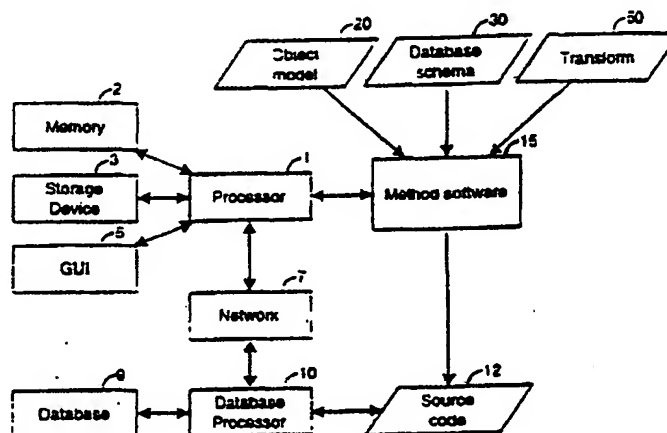 20
30
50
Object
model
Database
schema
Transform
2
Memory
1
15
3
Storage
Device
Processor
Method software
5
GUI
7
Network
9
10
12
Database
Database
Processor
Source
code